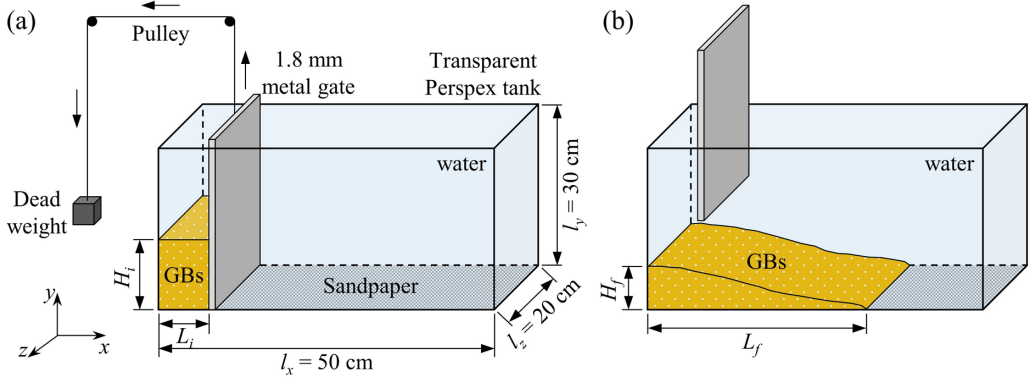 (a)
Pulley
1.8 mm
metal gate
Transparent
Perspex tank
water
Dead
weight
H_i
GBs
Sandpaper
l_y = 30 cm
l_z = 20 cm
y
z
x
L_i
l_x = 50 cm
(b)
water
GBs
H_f
L_f